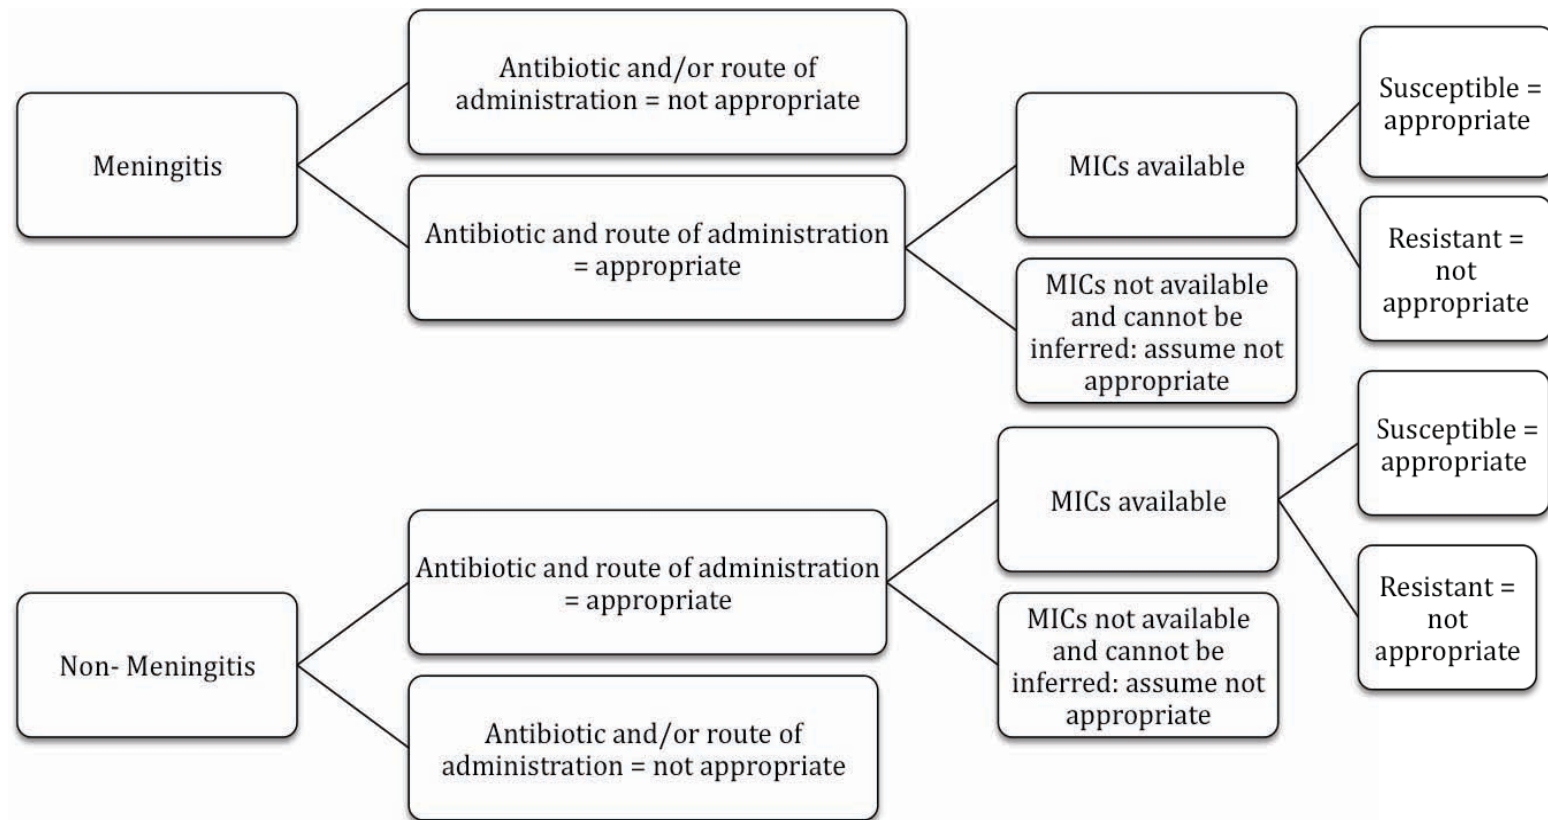 Meningitis
Antibiotic and/or route of
administration = not appropriate
Antibiotic and route of administration
= appropriate
MICs available
MICs not available
and cannot be
inferred: assume not
appropriate
Susceptible =
appropriate
Resistant =
not
appropriate
Non- Meningitis
Antibiotic and route of administration
= appropriate
Antibiotic and/or route of
administration = not appropriate
MICs available
MICs not available
and cannot be
inferred: assume not
appropriate
Susceptible =
appropriate
Resistant =
not
appropriate